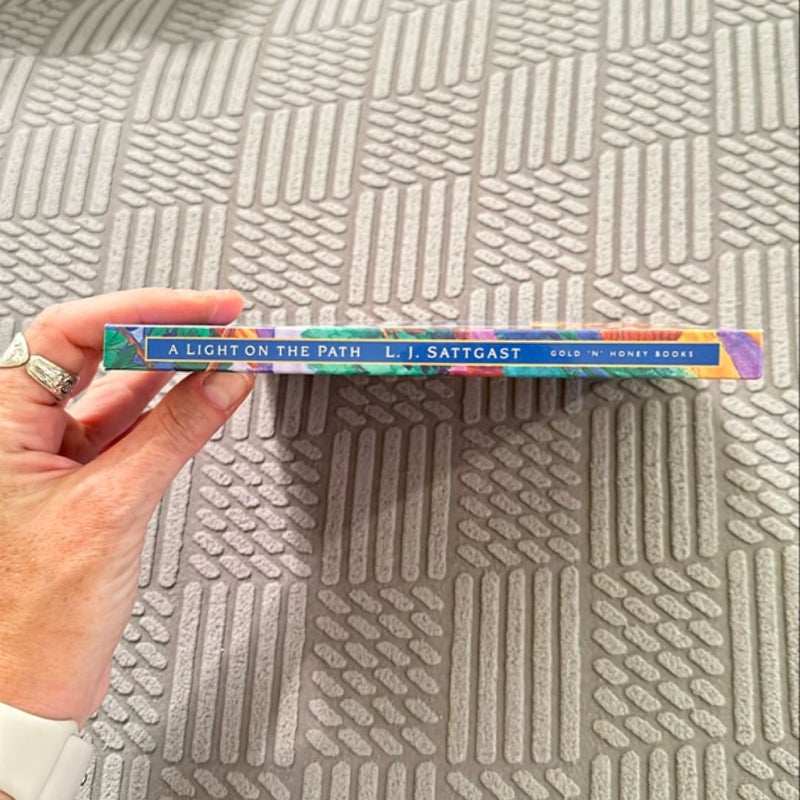 A LIGHT ON THE PATH L. J. SATTGAST GOLD 'N' HONEY BOOKS